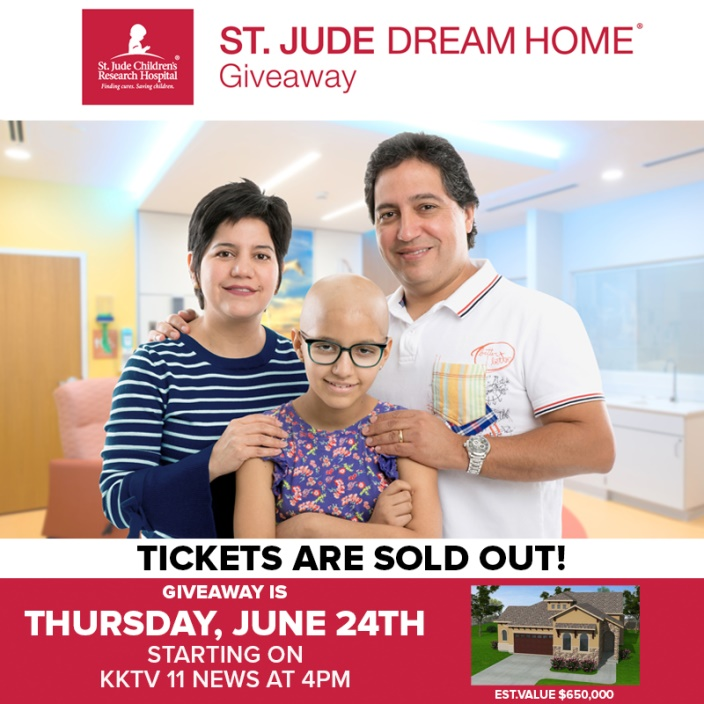 St. Jude Children's®
Research Hospital
Finding cures. Saving children.
ST. JUDE DREAM HOME®
Giveaway
TICKETS ARE SOLD OUT!
GIVEAWAY IS
THURSDAY, JUNE 24TH
STARTING ON
KKTV 11 NEWS AT 4PM
EST.VALUE $650,000